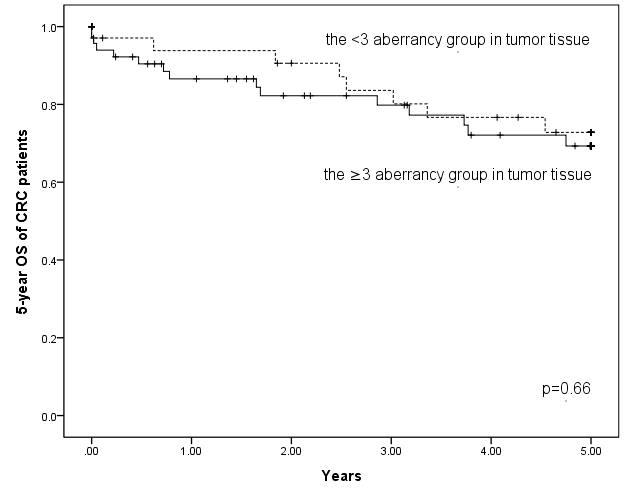 1.0
the <3 aberrancy group in tumor tissue
0.8
the ≥3 aberrancy group in tumor tissue
0.6
5-year OS of CRC patients
0.4
0.2
p=0.66
0.0
.00 1.00 2.00 3.00 4.00 5.00
Years